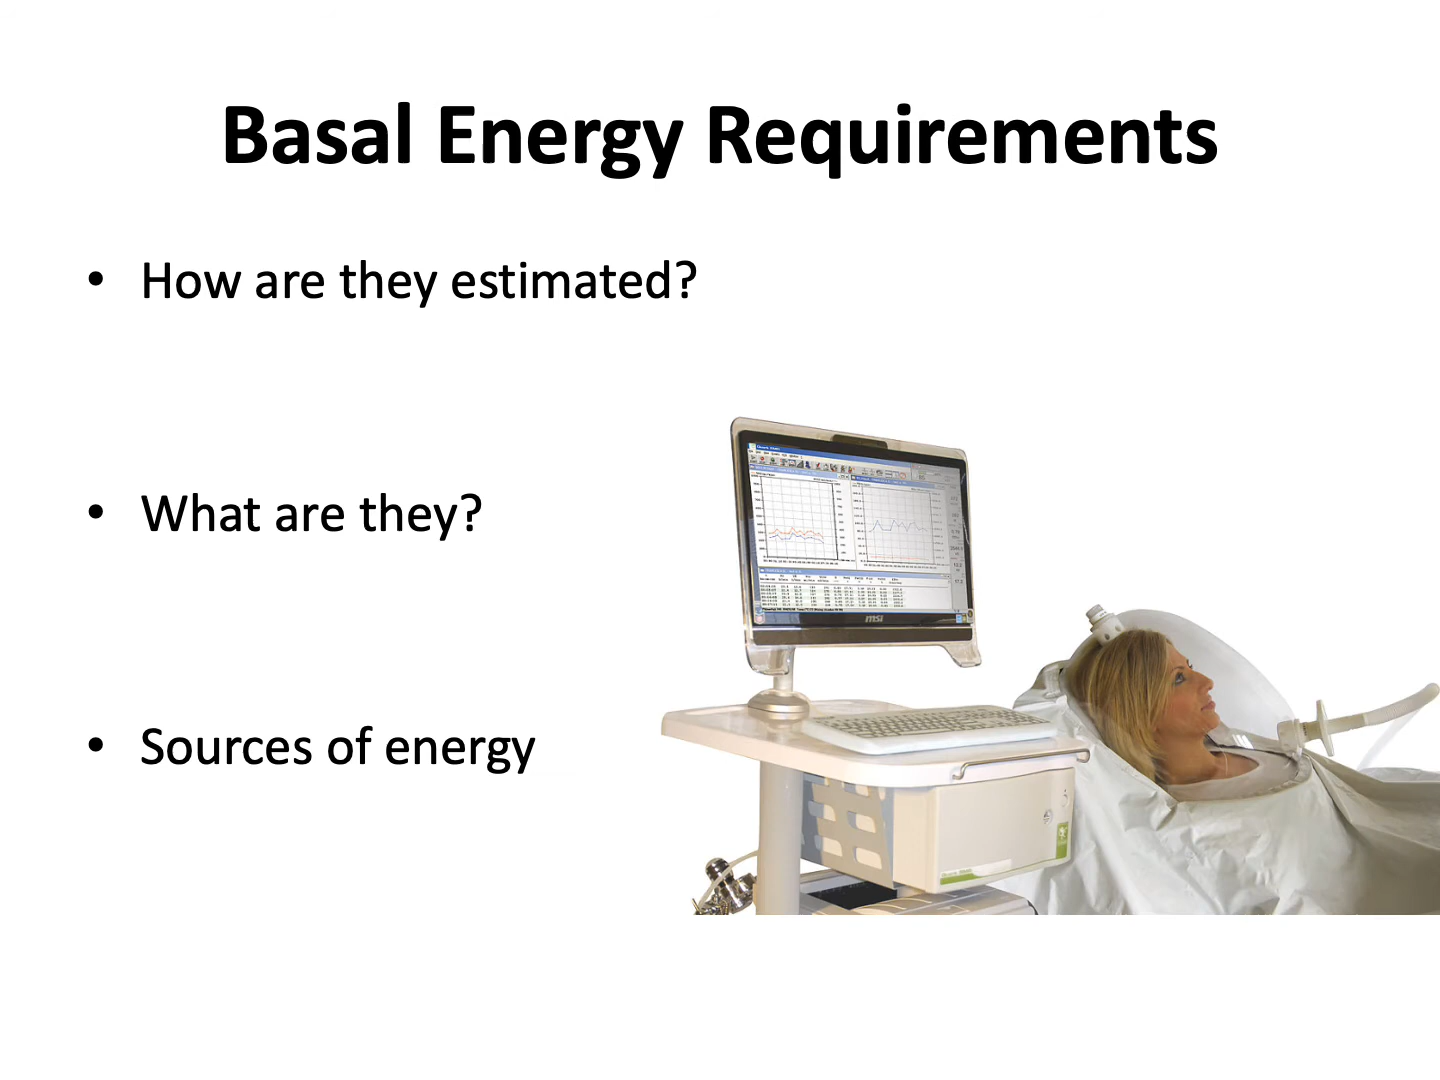 Basal Energy Requirements
• How are they estimated?
• What are they?
• Sources of energy
msi